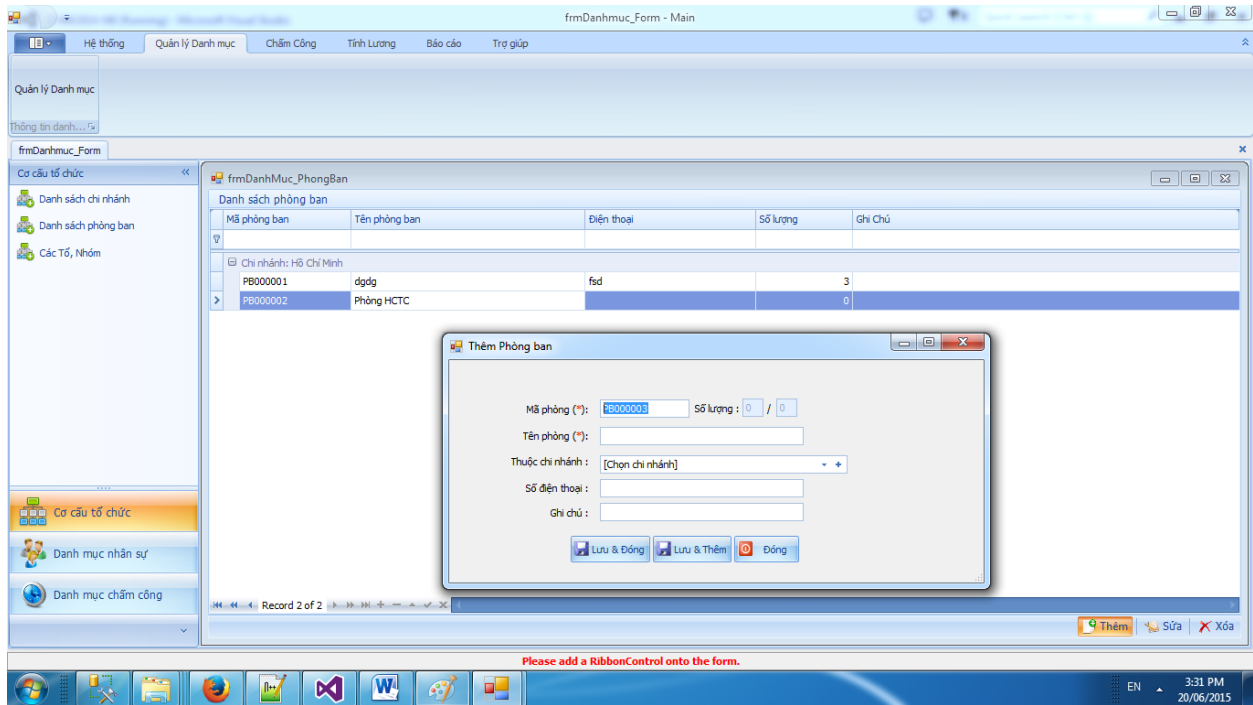 frmDanhmuc_Form - Main
Hệ thống Quản lý Danh mục Chấm Công Tính Lương Báo cáo Trợ giúp
Quản lý Danh mục
Thông tin danh...
frmDanhmuc_Form
Cơ cấu tổ chức
Danh sách chi nhánh
Danh sách phòng ban
Các Tổ, Nhóm
frmDanhMuc_PhongBan
Danh sách phòng ban
Mã phòng ban Tên phòng ban Điện thoại Số lượng Ghi Chú
Chi nhánh: Hồ Chí Minh
PB000001 dgdg fsd 3
PB000002 Phòng HCTC 0
Thêm Phòng ban
Mã phòng (*): PB000003 Số lượng : 0 / 0
Tên phòng (*):
Thuộc chi nhánh : [Chọn chi nhánh]
Số điện thoại :
Ghi chú :
Lưu & Đóng Lưu & Thêm Đóng
Cơ cấu tổ chức
Danh mục nhân sự
Danh mục chấm công
Record 2 of 2
Thêm Sửa Xóa
Please add a RibbonControl onto the form.
EN 3:31 PM
20/06/2015